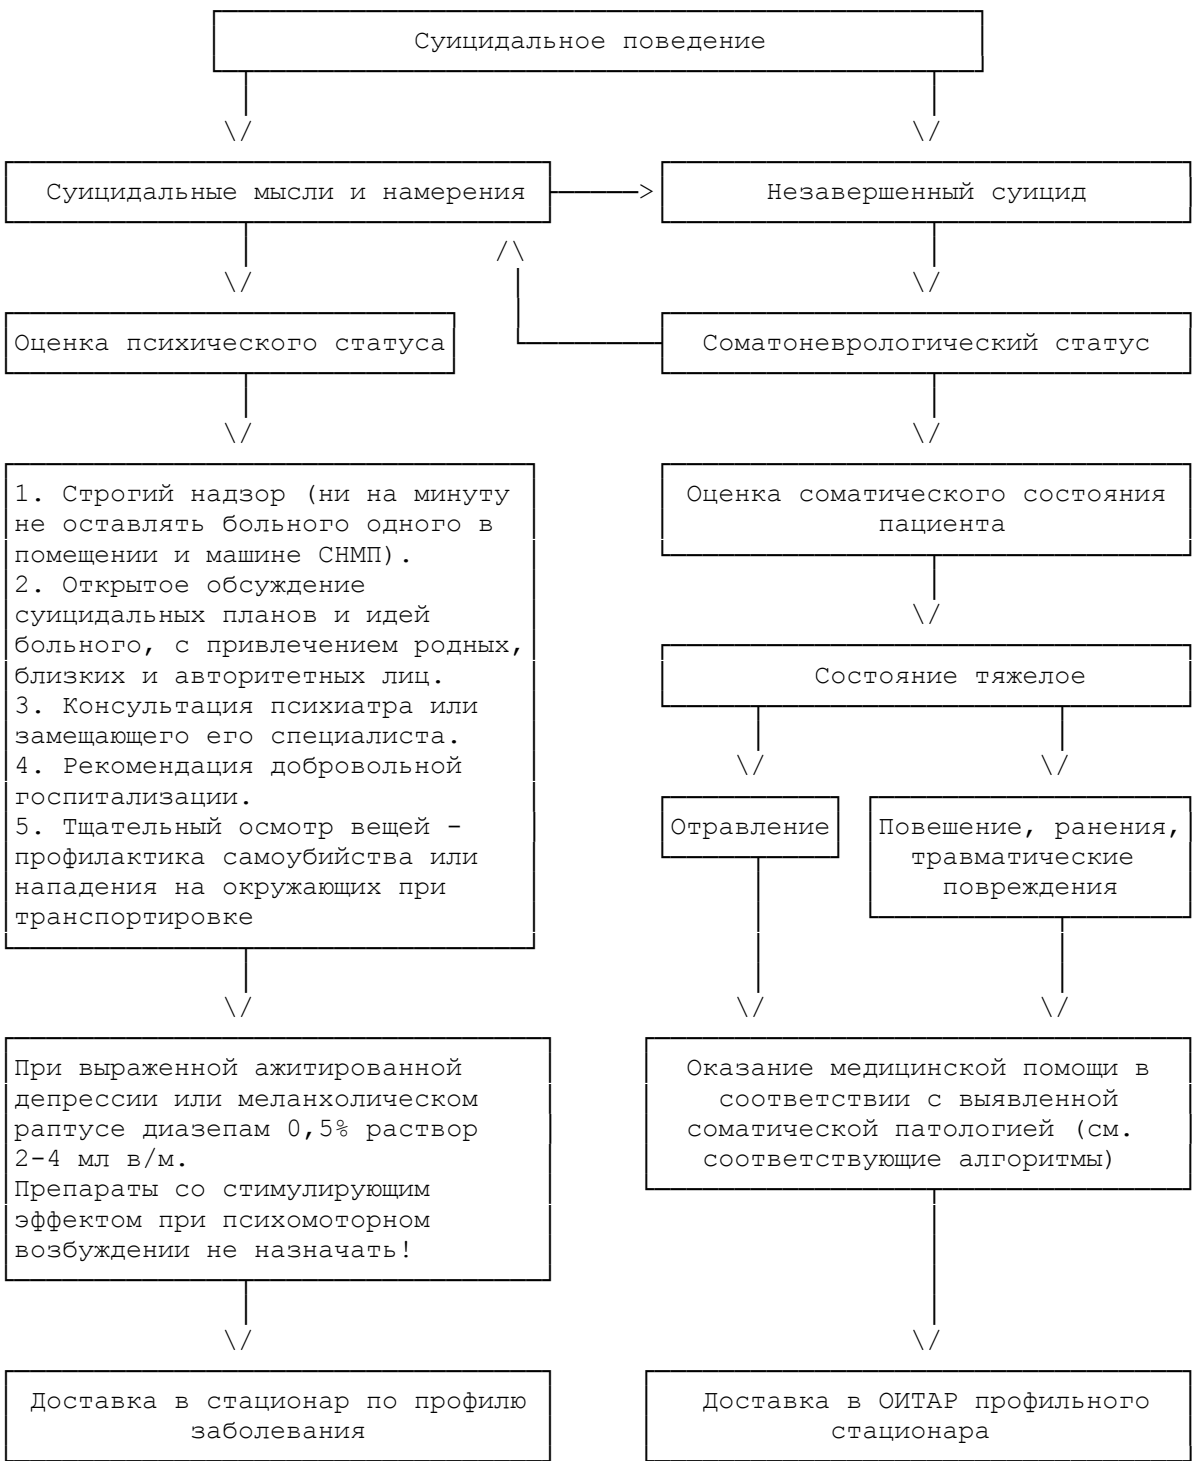 Суицидальное поведение
Суицидальные мысли и намерения
Незавершенный суицид
Оценка психического статуса
Соматоневрологический статус
1. Строгий надзор (ни на минуту
не оставлять больного одного в
помещении и машине СНМП).
2. Открытое обсуждение
суицидальных планов и идей
больного, с привлечением родных,
близких и авторитетных лиц.
3. Консультация психиатра или
замещающего его специалиста.
4. Рекомендация добровольной
госпитализации.
5. Тщательный осмотр вещей -
профилактика самоубийства или
нападения на окружающих при
транспортировке
Оценка соматического состояния
пациента
Состояние тяжелое
Отравление
Повешение, ранения,
травматические
повреждения
При выраженной ажитированной
депрессии или меланхолическом
раптусе диазепам 0,5% раствор
2-4 мл в/м.
Препараты со стимулирующим
эффектом при психомоторном
возбуждении не назначать!
Оказание медицинской помощи в
соответствии с выявленной
соматической патологией (см.
соответствующие алгоритмы)
Доставка в стационар по профилю
заболевания
Доставка в ОИТАР профильного
стационара